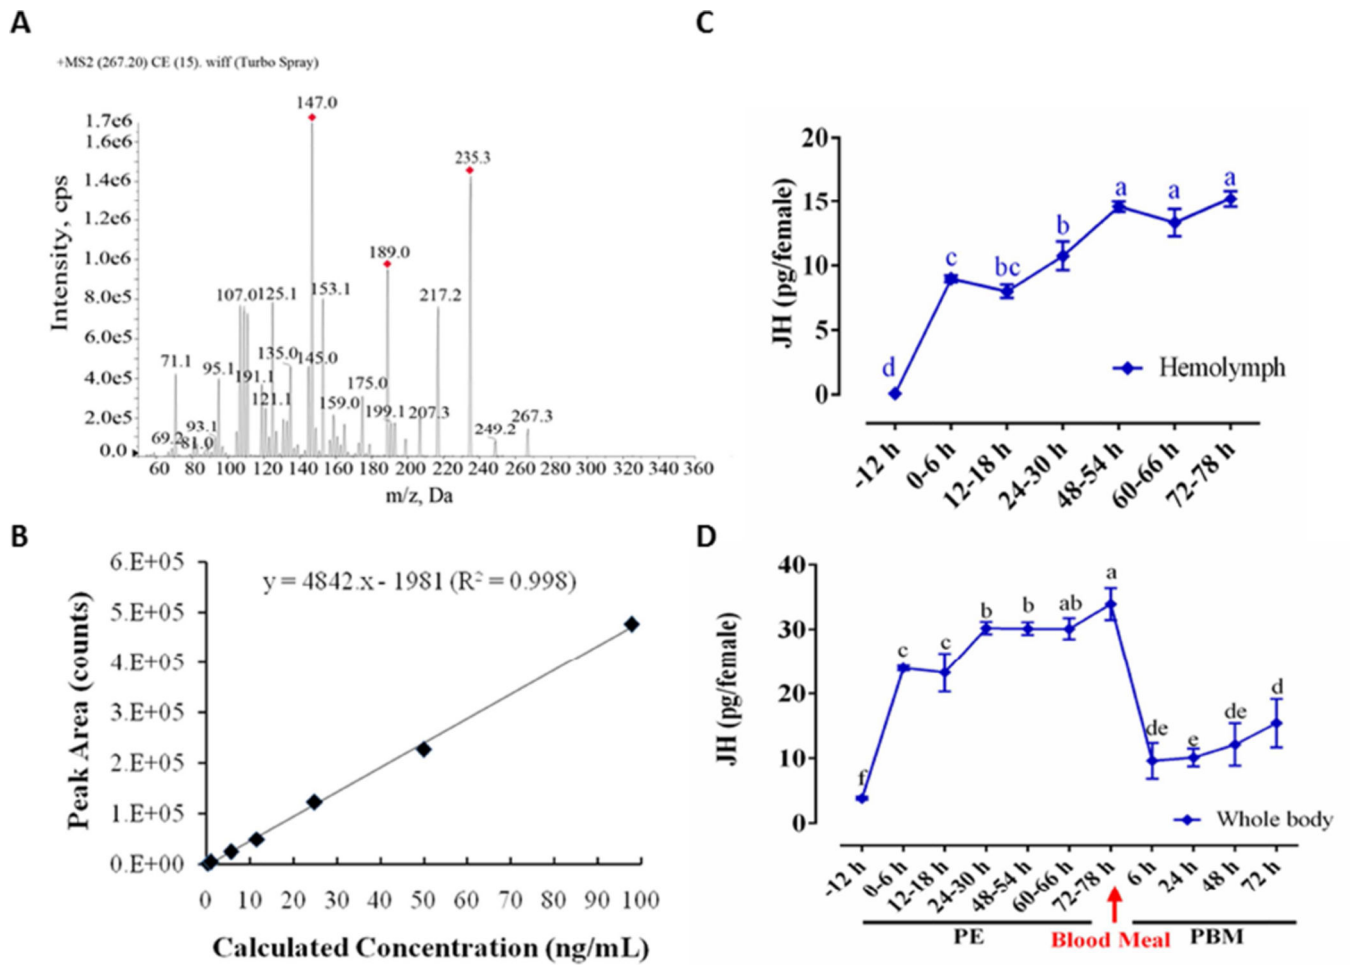 A
+MS2 (267.20) CE (15). wiff (Turbo Spray)
Intensity, cps
1.7e6
1.6e6
1.4e6
1.2e6
1.0e6
8.0e5
6.0e5
4.0e5
2.0e5
0.0
147.0
235.3
189.0
107.0
125.1
153.1
217.2
71.1
95.1
191.1
135.0
145.0
121.1
159.0
175.0
199.1
207.3
69.2
81.0
93.1
249.2
267.3
60 80 100 120 140 160 180 200 220 240 260 280 300 320 340 360
m/z, Da
B
y = 4842.x - 1981 (R² = 0.998)
Peak Area (counts)
6.E+05
5.E+05
4.E+05
3.E+05
2.E+05
1.E+05
0.E+00
0 10 20 30 40 50 60 70 80 90 100
Calculated Concentration (ng/mL)
C
JH (pg/female)
20
15
10
5
0
d
c
bc
b
a
a
a
Hemolymph
-12 h
0-6 h
12-18 h
24-30 h
48-54 h
60-66 h
72-78 h
D
JH (pg/female)
40
30
20
10
0
f
c
c
b
b
ab
a
de
e
de
d
Whole body
-12 h
0-6 h
12-18 h
24-30 h
48-54 h
60-66 h
72-78 h
6 h
24 h
48 h
72 h
PE
Blood Meal
PBM